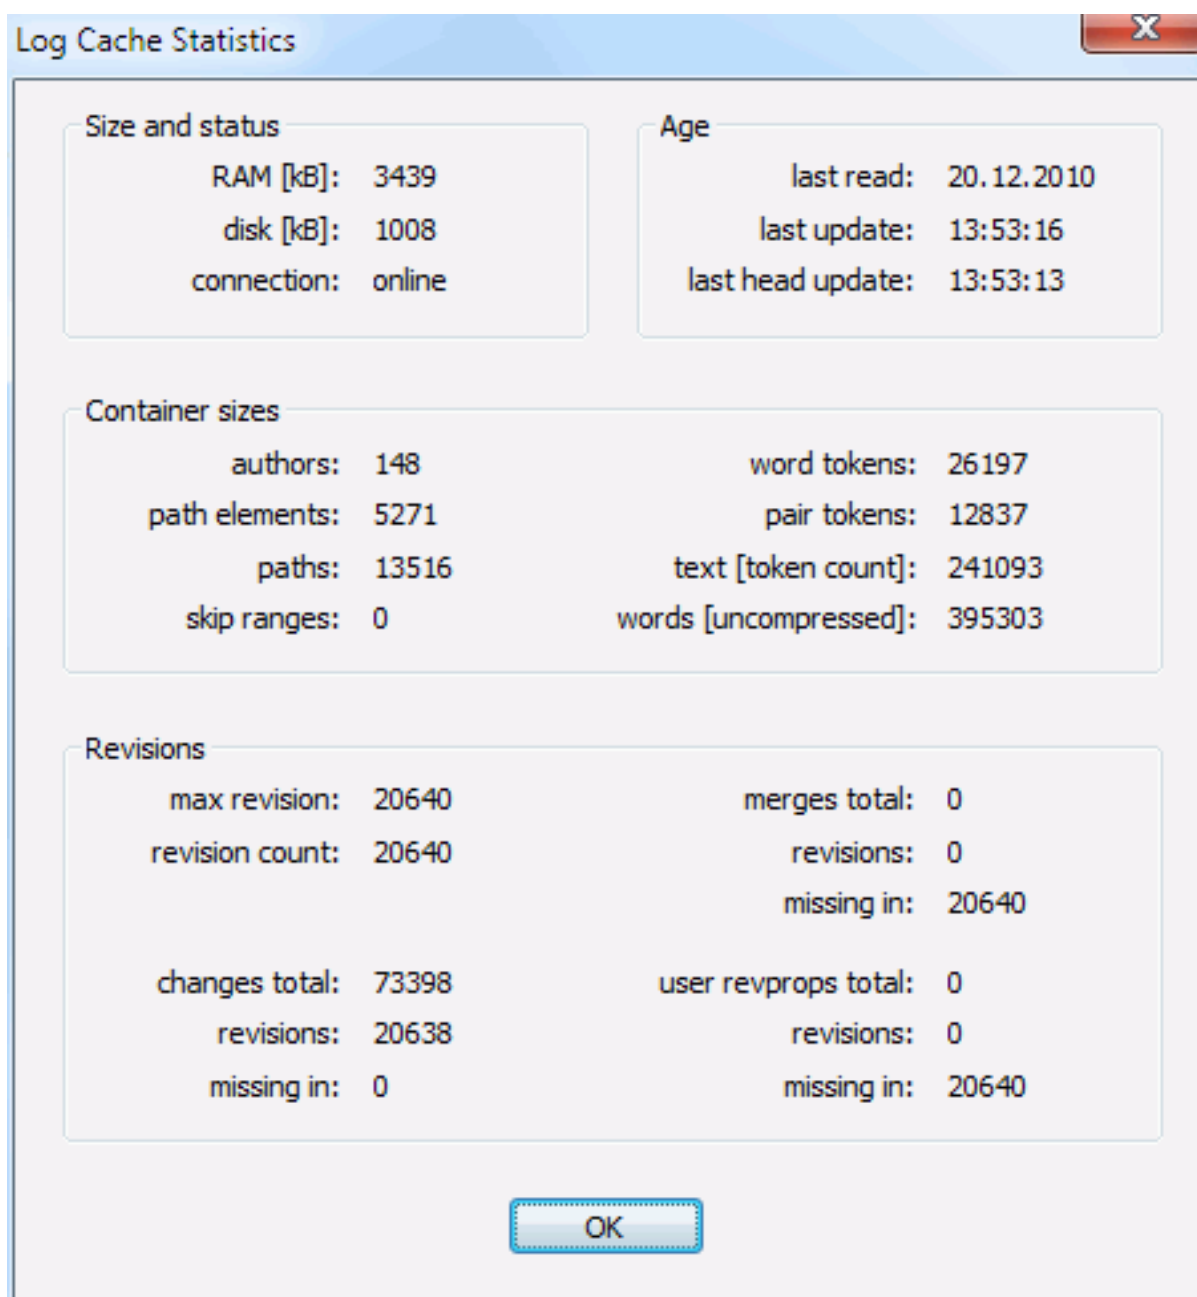 Log Cache Statistics
X
Size and status
RAM [kB]: 3439
disk [kB]: 1008
connection: online
Age
last read: 20.12.2010
last update: 13:53:16
last head update: 13:53:13
Container sizes
authors: 148
path elements: 5271
paths: 13516
skip ranges: 0
word tokens: 26197
pair tokens: 12837
text [token count]: 241093
words [uncompressed]: 395303
Revisions
max revision: 20640
revision count: 20640
changes total: 73398
revisions: 20638
missing in: 0
merges total: 0
revisions: 0
missing in: 20640
user revprops total: 0
revisions: 0
missing in: 20640
OK